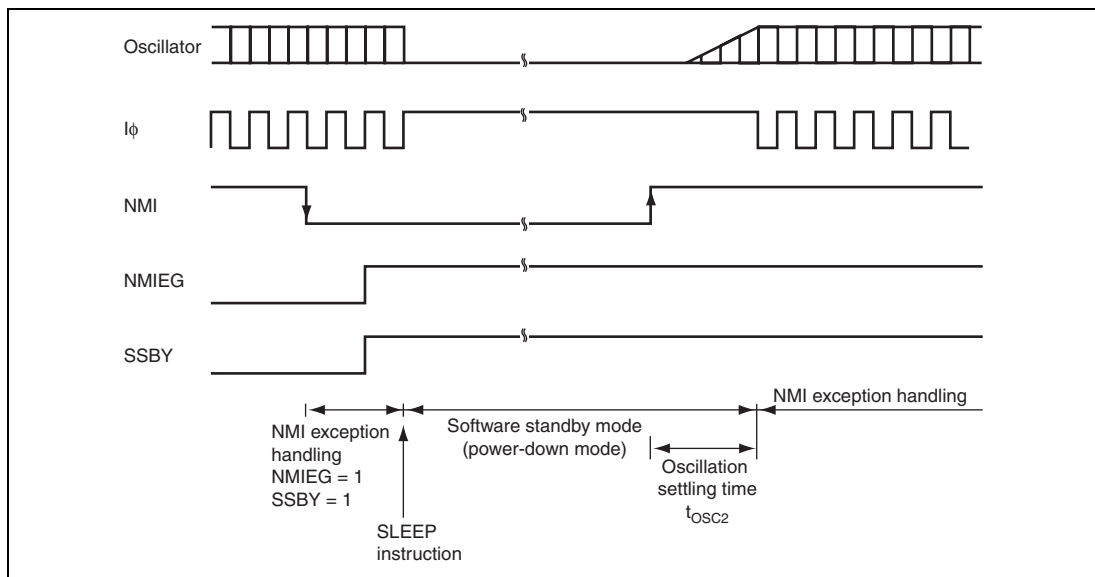 Oscillator
Iϕ
NMI
NMIEG
SSBY
NMI exception
handling
NMIEG = 1
SSBY = 1
SLEEP
instruction
Software standby mode
(power-down mode)
Oscillation
settling time
tOSC2
NMI exception handling